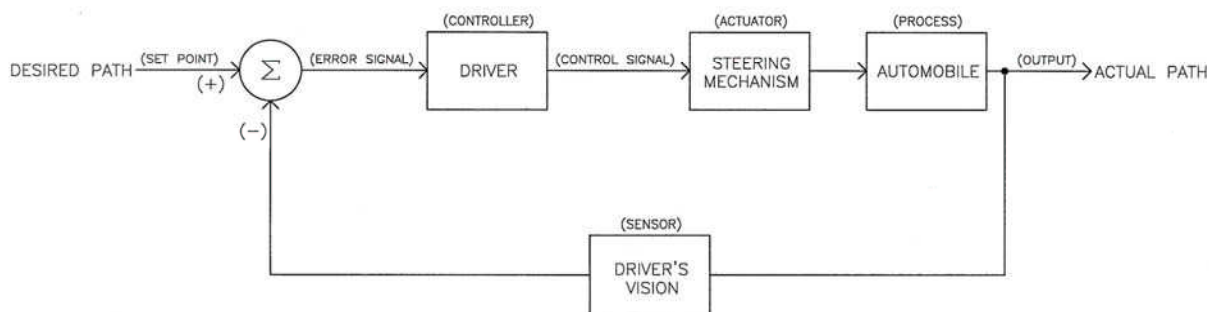 (CONTROLLER)
(ACTUATOR)
(PROCESS)
DESIRED PATH
(SET POINT)
(+)
Σ
(ERROR SIGNAL)
DRIVER
(CONTROL SIGNAL)
STEERING
MECHANISM
AUTOMOBILE
(OUTPUT)
ACTUAL PATH
(−)
(SENSOR)
DRIVER'S
VISION